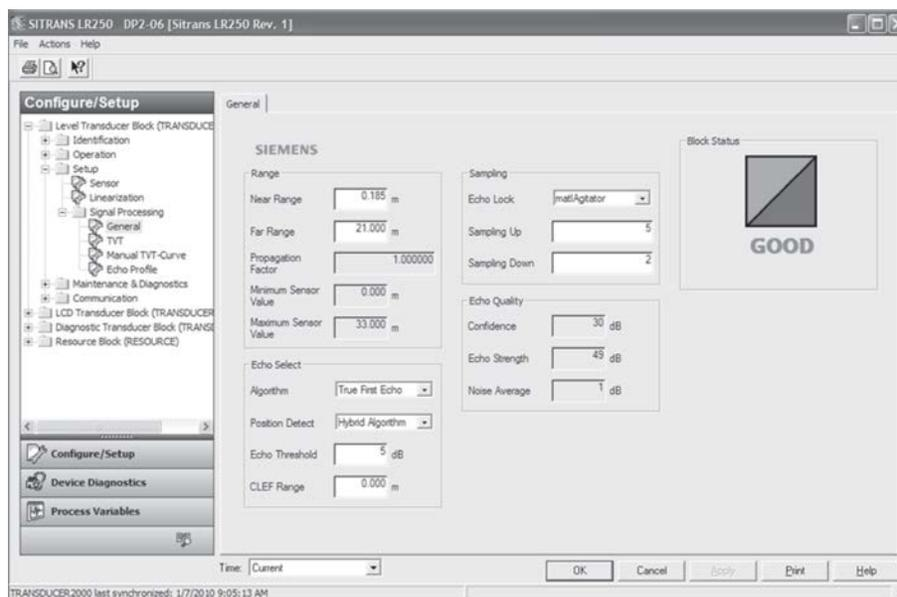 SITRANS LR250 DP2-06 [Sitrans LR250 Rev. 1]
File Actions Help
Configure/Setup
Level Transducer Block (TRANSDUCE
Identification
Operation
Setup
Sensor
Linearization
Signal Processing
General
TVT
Manual TVT-Curve
Echo Profile
Maintenance & Diagnostics
Communication
LCD Transducer Block (TRANSDUCER
Diagnostic Transducer Block (TRANSD
Resource Block (RESOURCE)
Configure/Setup
Device Diagnostics
Process Variables
General
SIEMENS
Range
Near Range 0.185 m
Far Range 21.000 m
Propagation Factor 1.000000
Minimum Sensor Value 0.000 m
Maximum Sensor Value 33.000 m
Echo Select
Algorithm True First Echo
Position Detect Hybrid Algorithm
Echo Threshold 5 dB
CLEF Range 0.000 m
Sampling
Echo Lock matlAgitator
Sampling Up 5
Sampling Down 2
Echo Quality
Confidence 30 dB
Echo Strength 49 dB
Noise Average 1 dB
Block Status
GOOD
Time: Current
OK Cancel Apply Print Help
TRANSDUCER2000 last synchronized: 1/7/2010 9:05:13 AM